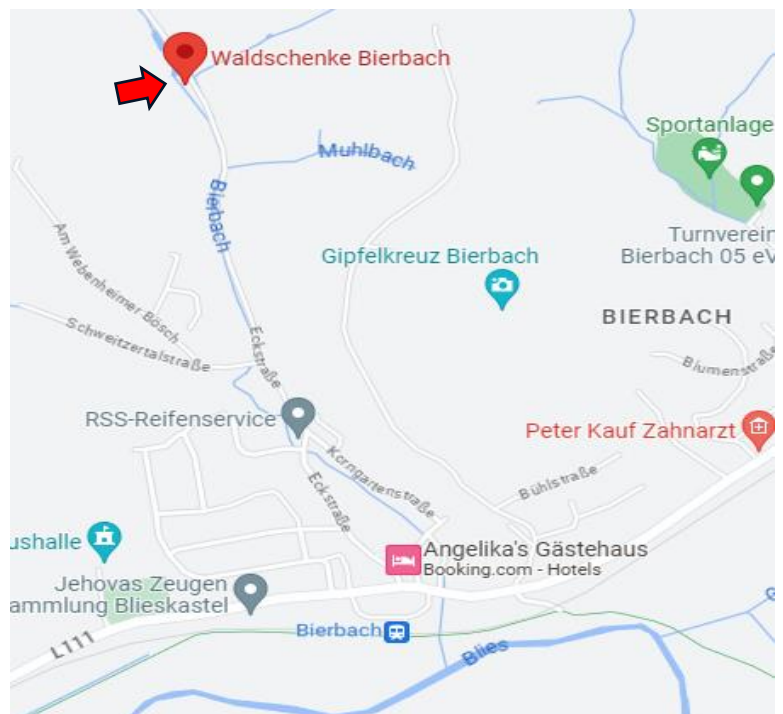 Waldschenke Bierbach
Sportanlage
Muhlbach
Bierbach
Turnverein
Bierbach 05 eV
Am Webenheimer Bösch
Gipfelkreuz Bierbach
BIERBACH
Schweitzertalstraße
Eckstraße
Blumenstraße
RSS-Reifenservice
Peter Kauf Zahnarzt
Korngartenstraße
Bühlstraße
Eckstraße
ushalle
Angelika's Gästehaus
Booking.com - Hotels
Jehovas Zeugen
ammlung Blieskastel
L111
Bierbach
Blies
G